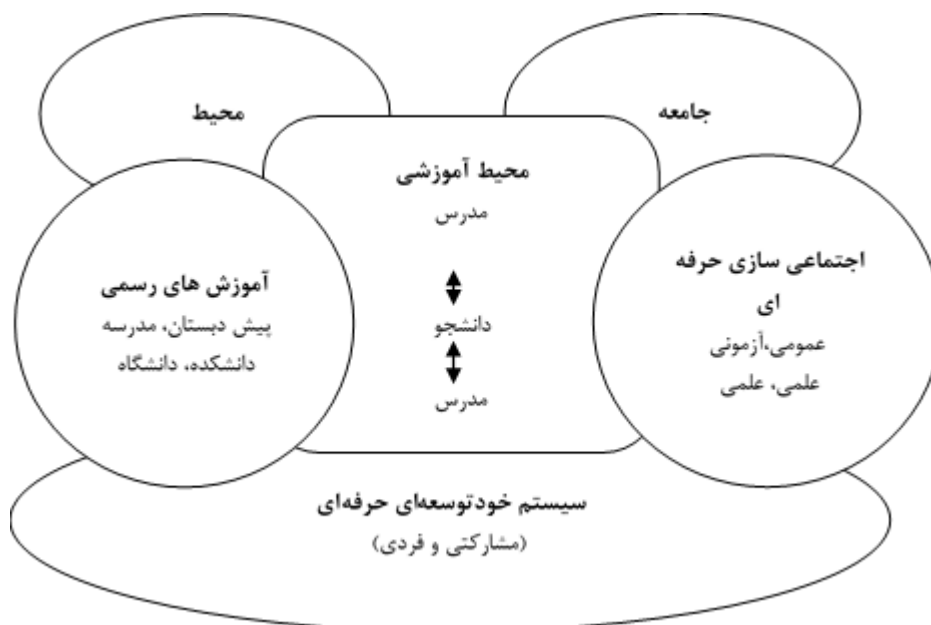 جامعه
محیط
محیط آموزشی
مدرس
دانشجو
مدرس
اجتماعی سازی حرفه
ای
عمومی،آزمونی
علمی، علمی
آموزش های رسمی
پیش دبستان، مدرسه
دانشکده، دانشگاه
سیستم خودتوسعه‌ای حرفه‌ای
(مشارکتی و فردی)